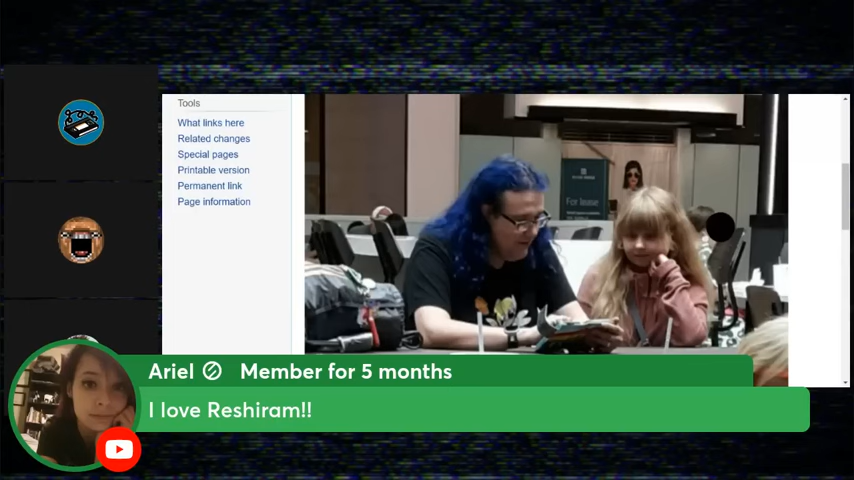 Tools
What links here
Related changes
Special pages
Printable version
Permanent link
Page information
For lease
Ariel Member for 5 months
I love Reshiram!!